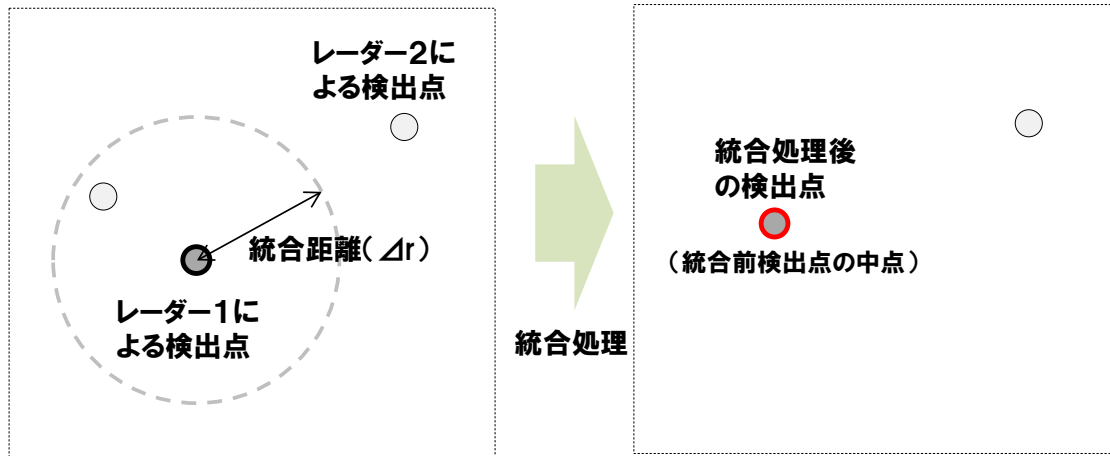 レーダー2に
よる検出点
統合距離(⊿r)
レーダー1に
よる検出点
統合処理
統合処理後
の検出点
(統合前検出点の中点)